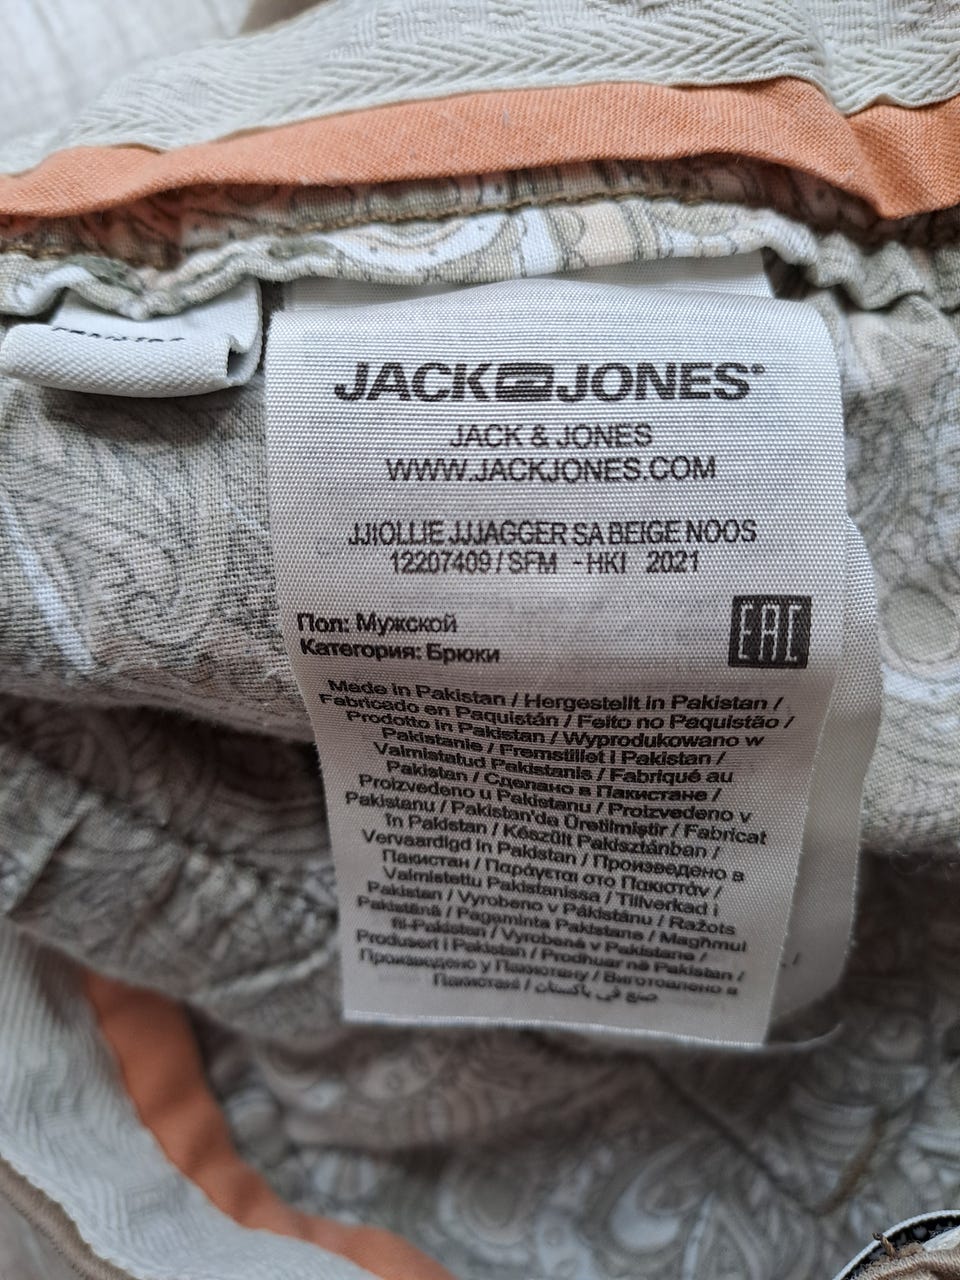 JACK JONES®
JACK & JONES
WWW.JACKJONES.COM
JJIOLLIE JJJAGGER SA BEIGE NOOS
12207409 / SFM - HKI 2021
Пол: Мужской
Категория: Брюки
EAC
Made in Pakistan / Hergestellt in Pakistan /
Fabricado en Paquistán / Feito no Paquistão /
Prodotto in Pakistan / Wyprodukowano w
Pakistanie / Fremstillet i Pakistan /
Valmistatud Pakistanis / Fabriqué au
Pakistan / Сделано в Пакистане /
Proizvedeno u Pakistanu / Proizvedeno v
Pakistanu / Pakistan'da Üretilmiştir / Fabricat
în Pakistan / Készült Pakisztánban /
Vervaardigd in Pakistan / Произведено в
Пакистан / Παράγεται στο Πακιστάν /
Valmistettu Pakistanissa / Tillverkad i
Pakistan / Vyrobeno v Pákistánu / Ražots
Pakistānā / Pagaminta Pakistane / Maghmul
fil-Pakistan / Vyrobené v Pakistane /
Produsert i Pakistan / Prodhuar në Pakistan /
Произведено у Пакистану / Виготовлено в
Пакистані / صنع في باكستان